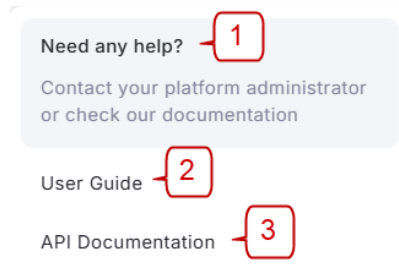 Need any help? 1
Contact your platform administrator
or check our documentation
User Guide 2
API Documentation 3